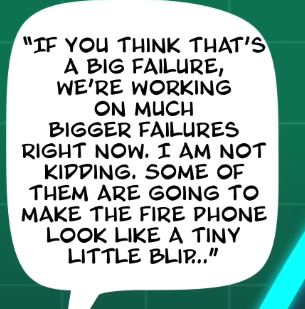 "IF YOU THINK THAT'S
A BIG FAILURE,
WE'RE WORKING
ON MUCH
BIGGER FAILURES
RIGHT NOW. I AM NOT
KIDDING. SOME OF
THEM ARE GOING TO
MAKE THE FIRE PHONE
LOOK LIKE A TINY
LITTLE BLIP..."